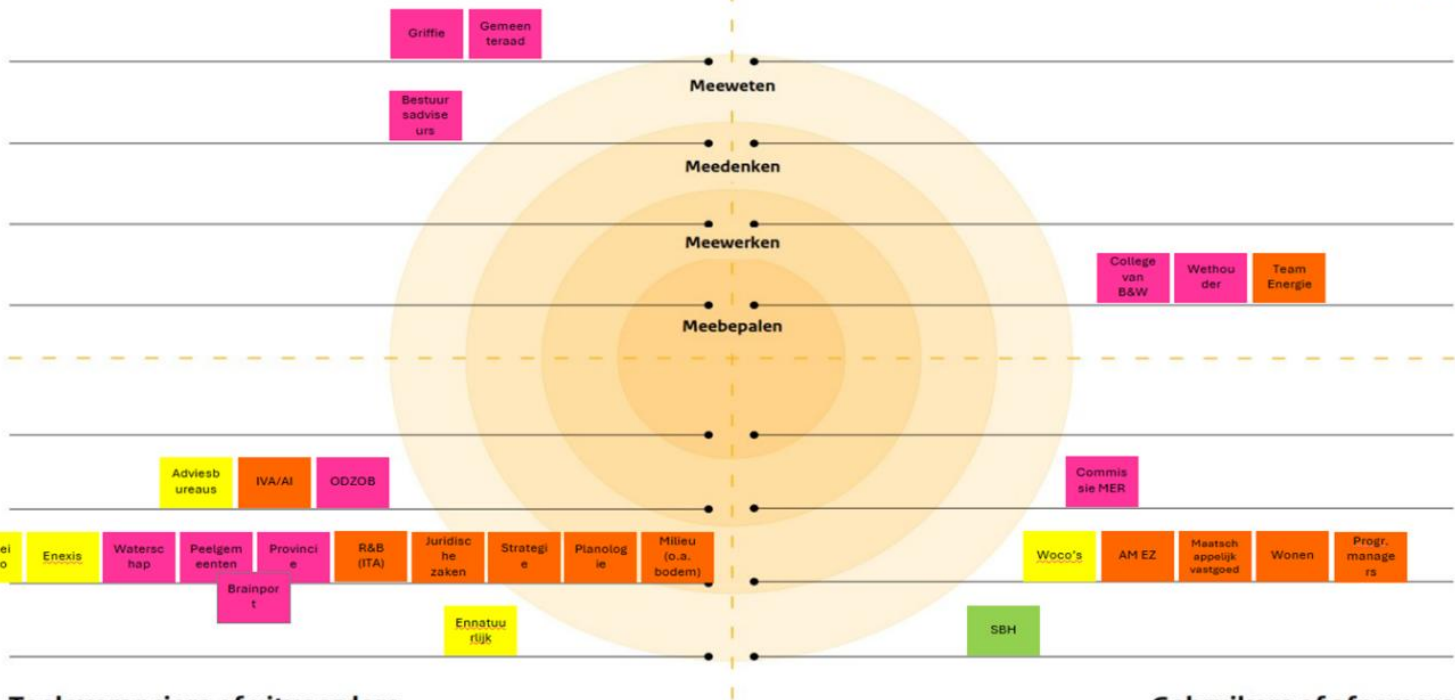 Griffie
Gemeen
teraad
Meeweten
Bestuur
sadvise
urs
Meedenken
Meewerken
College
van
B&W
Wethou
der
Team
Energie
Meebepalen
Adviesb
ureaus
IVA/AI
ODZOB
Commis
sie MER
ei
o
Enexis
Watersc
hap
Peelgem
eenten
Provinci
e
R&B
(ITA)
Juridisc
he
zaken
Strategi
e
Planolog
ie
Milieu
(o.a.
bodem)
Woco's
AM EZ
Maatsch
appelijk
vastgoed
Wonen
Progr.
manage
rs
Brainpor
t
Ennatuu
rlijk
SBH